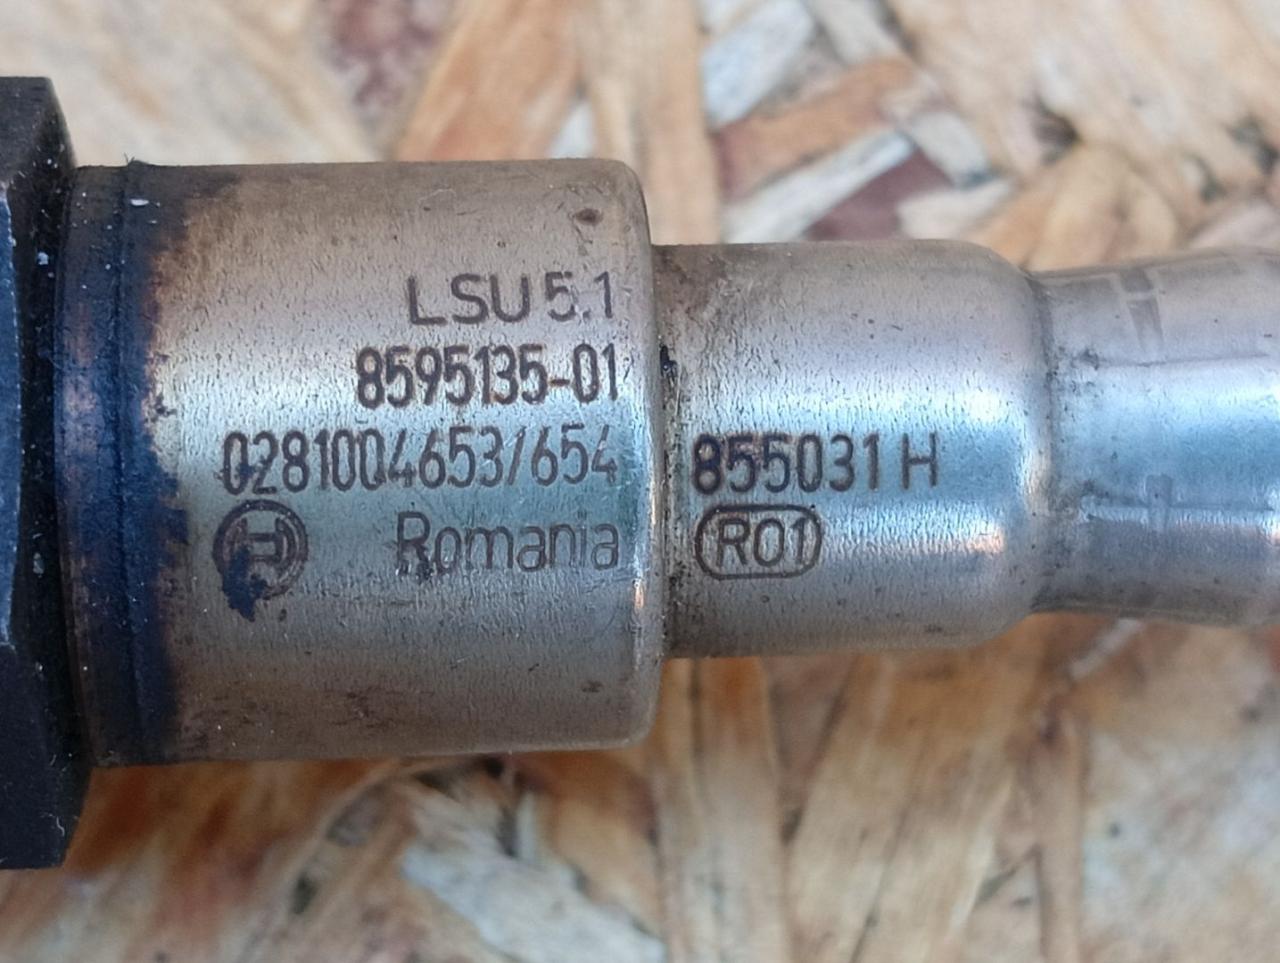 LSU 5.1
8595135-01
0281004653/654
Romania
855031 H
R01